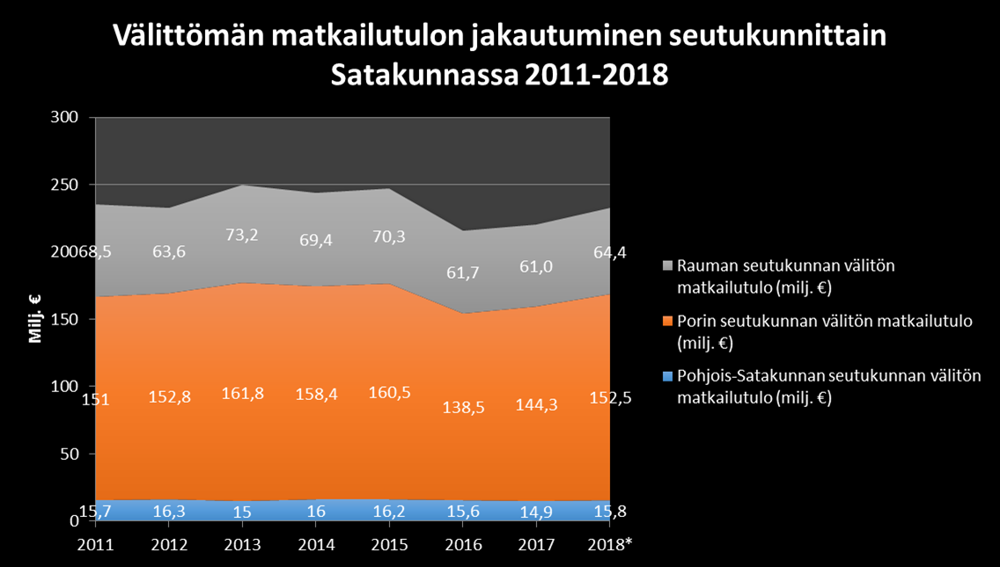 Välittömän matkailutulon jakautuminen seutukunnittain
Satakunnassa 2011-2018
300
250
200
150
100
50
0
Milj. €
68,5 63,6 73,2 69,4 70,3 61,7 61,0 64,4
151 152,8 161,8 158,4 160,5 138,5 144,3 152,5
15,7 16,3 15 16 16,2 15,6 14,9 15,8
2011 2012 2013 2014 2015 2016 2017 2018*
Rauman seutukunnan välitön
matkailutulo (milj. €)
Porin seutukunnan välitön matkailutulo
(milj. €)
Pohjois-Satakunnan seutukunnan välitön
matkailutulo (milj. €)